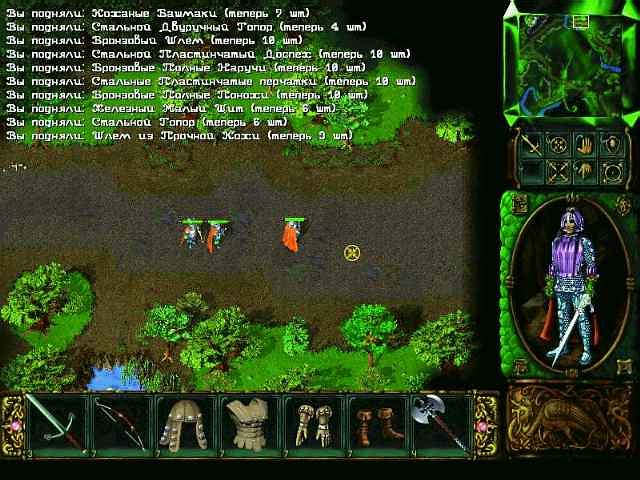 Вы подняли: Кожаные Башмаки (теперь 7 шт)
Вы подняли: Стальной Двуручный Топор (теперь 4 шт)
Вы подняли: Бронзовый Шлем (теперь 10 шт)
Вы подняли: Стальной Пластинчатый Доспех (теперь 10 шт)
Вы подняли: Бронзовые Полные Наручи (теперь 10 шт)
Вы подняли: Стальные Пластинчатые перчатки (теперь 10 шт)
Вы подняли: Бронзовые Полные Поножи (теперь 10 шт)
Вы подняли: Железный Малый Щит (теперь 6 шт)
Вы подняли: Стальной Топор (теперь 6 шт)
Вы подняли: Шлем из Прочной Кожи (теперь 9 шт)